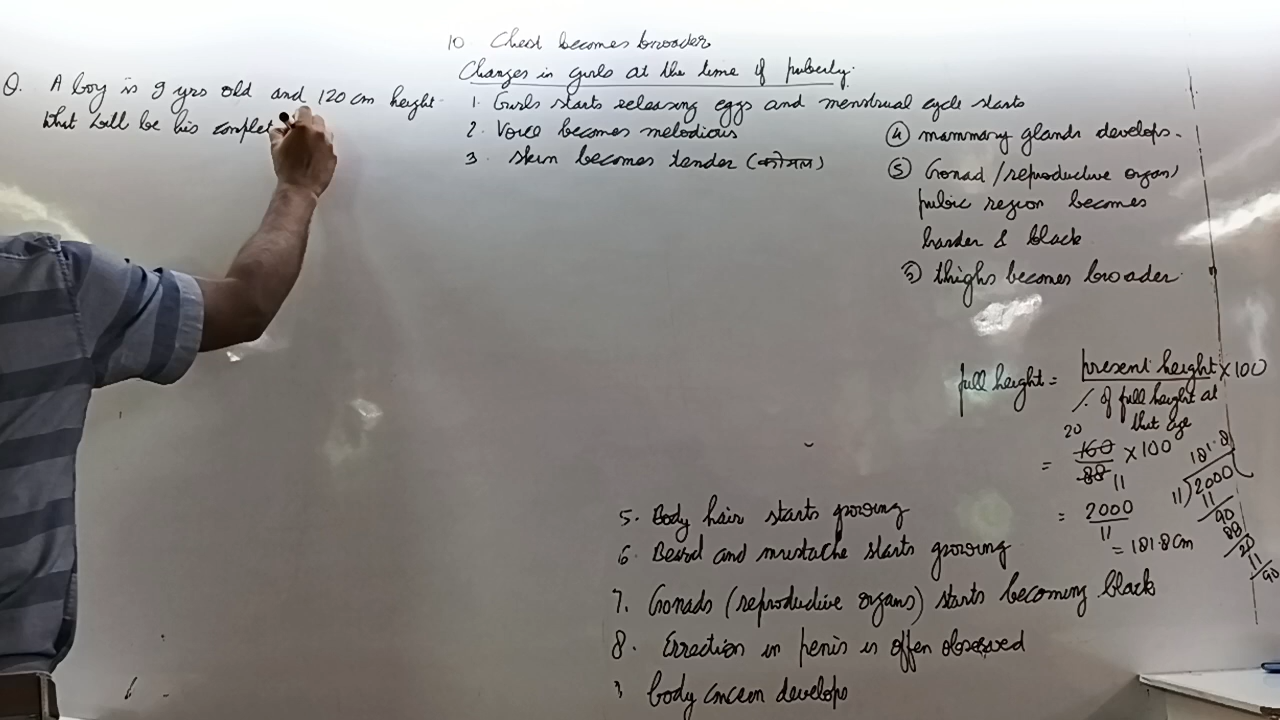 10 Chest becomes broader
Changes in girls at the time of puberty.
Q. A boy is 9 yrs old and 120 cm height.
What will be his complet
1. Girls starts releasing eggs and menstrual cycle starts
2. Voice becomes melodious
3. Skin becomes tender (कोमल)
④ mammary glands develops.
⑤ Gonad / reproductive organ)
pubic region becomes
harder & black
thighs becomes broader
full height = present height × 100
% of full height at
that age
20
= 160 × 100
88 11
= 2000
11
= 181.8 cm
181.8
11)2000
11
90
88
20
11
90
5. Body hair starts growing
6. Beard and mustache starts growing
7. Gonads (reproductive organs) starts becoming black
8. Erection in penis is often observed
body develops